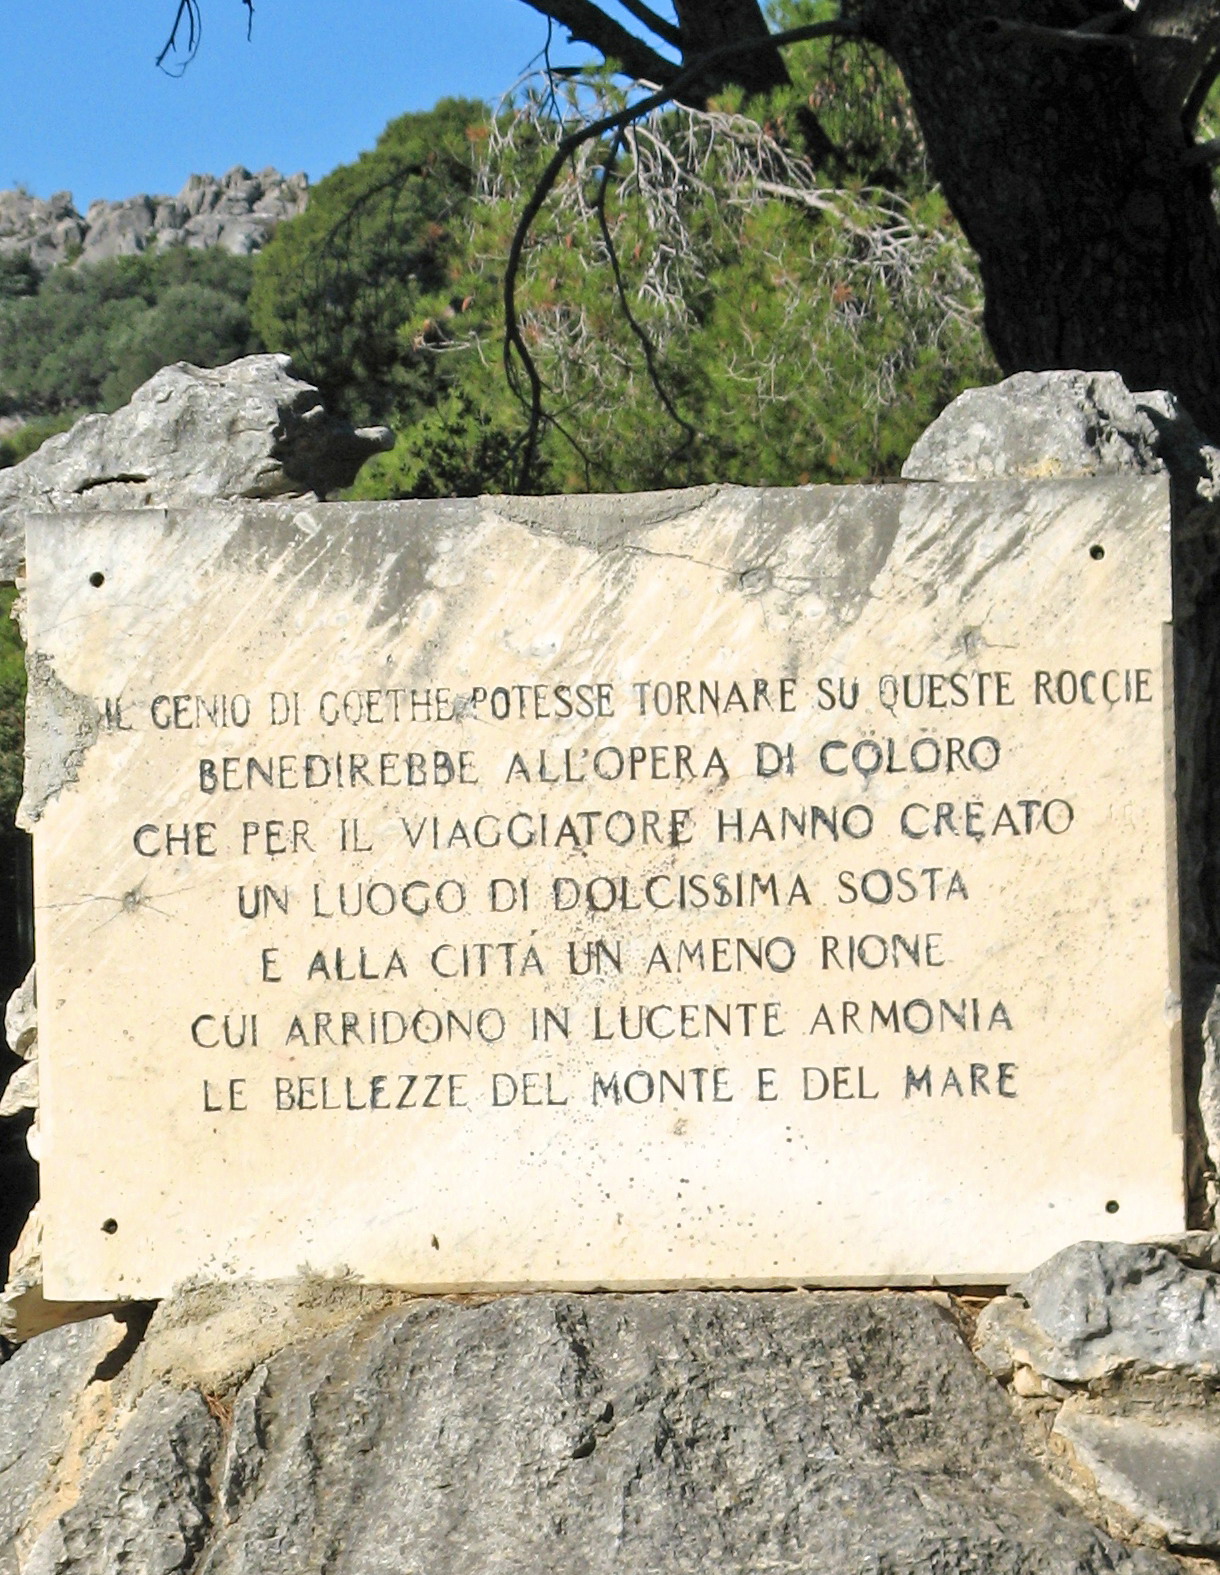 IL GENIO DI GOETHE POTESSE TORNARE SU QUESTE ROCCIE
BENEDIREBBE ALL'OPERA DI COLORO
CHE PER IL VIAGGIATORE HANNO CREATO
UN LUOGO DI DOLCISSIMA SOSTA
E ALLA CITTÁ UN AMENO RIONE
CUI ARRIDONO IN LUCENTE ARMONIA
LE BELLEZZE DEL MONTE E DEL MARE